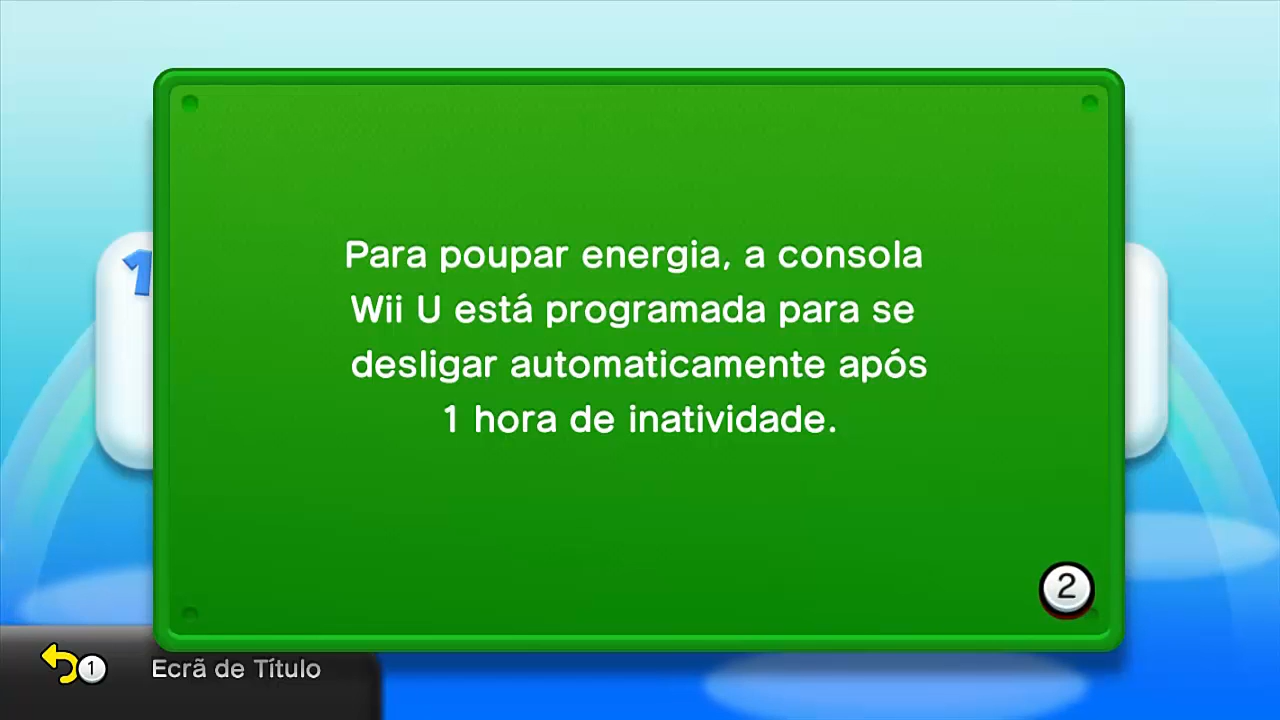 1
Para poupar energia, a consola
Wii U está programada para se
desligar automaticamente após
1 hora de inatividade.
2
1 Ecrã de Título